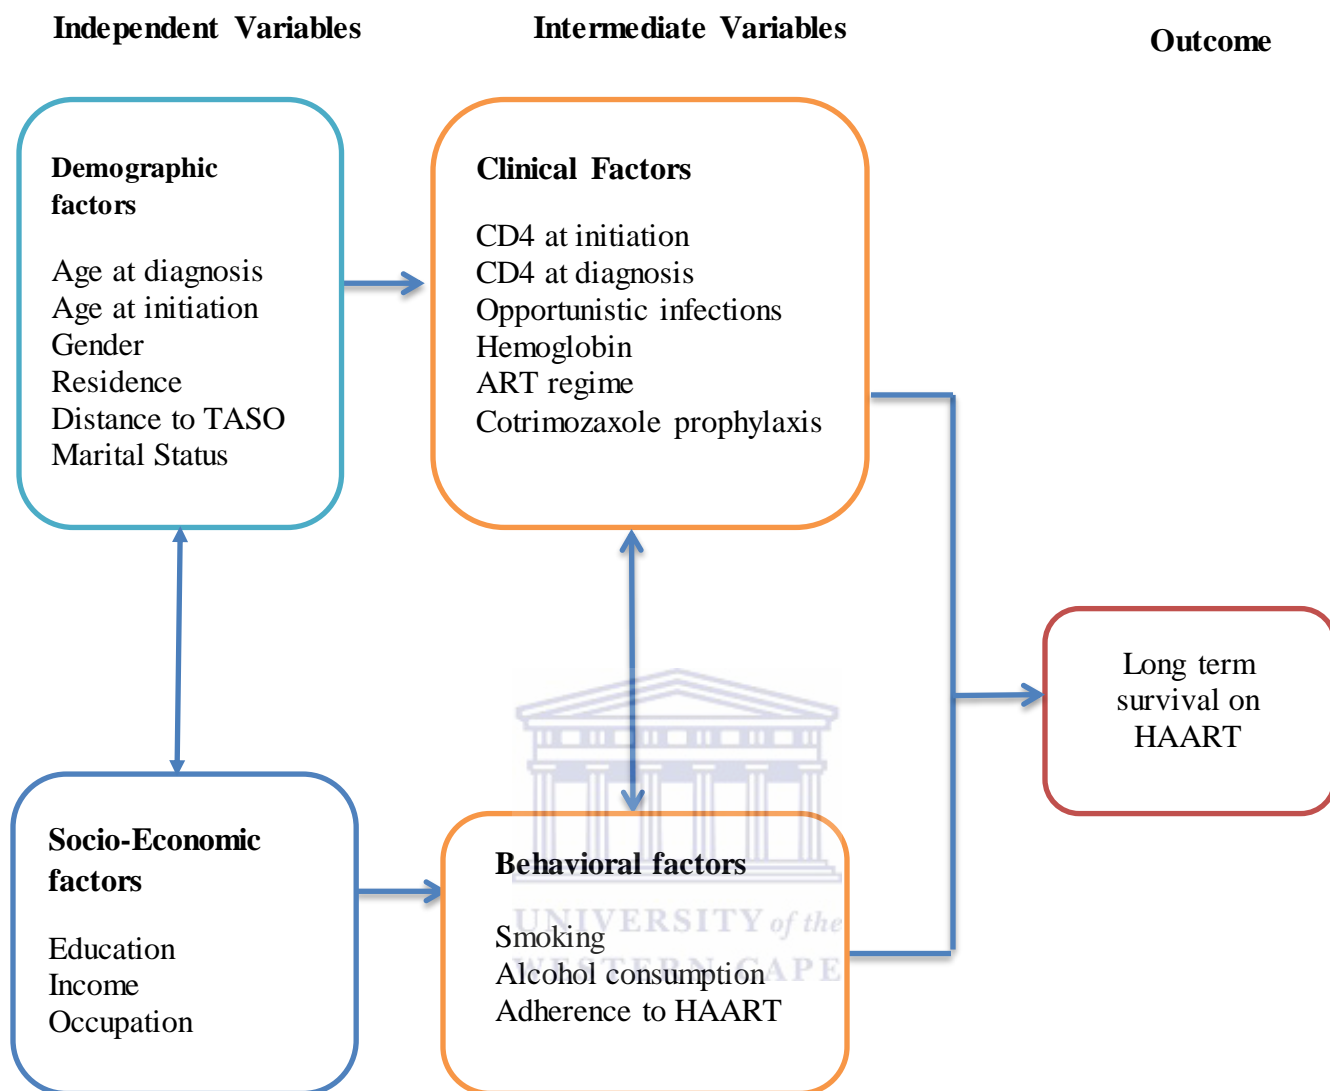 Independent Variables
Intermediate Variables
Outcome
Demographic
factors
Age at diagnosis
Age at initiation
Gender
Residence
Distance to TASO
Marital Status
Clinical Factors
CD4 at initiation
CD4 at diagnosis
Opportunistic infections
Hemoglobin
ART regime
Cotrimozaxole prophylaxis
Long term
survival on
HAART
Socio-Economic
factors
Education
Income
Occupation
Behavioral factors
Smoking
Alcohol consumption
Adherence to HAART
UNIVERSITY of the
WESTERN CAPE